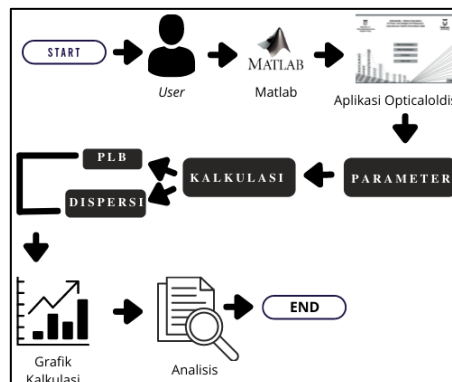 START
User
MATLAB
Matlab
Aplikasi Opticaloldis
PLB
KALKULASI
PARAMETER
DISPERSI
END
Grafik
Kalkulasi
Analisis